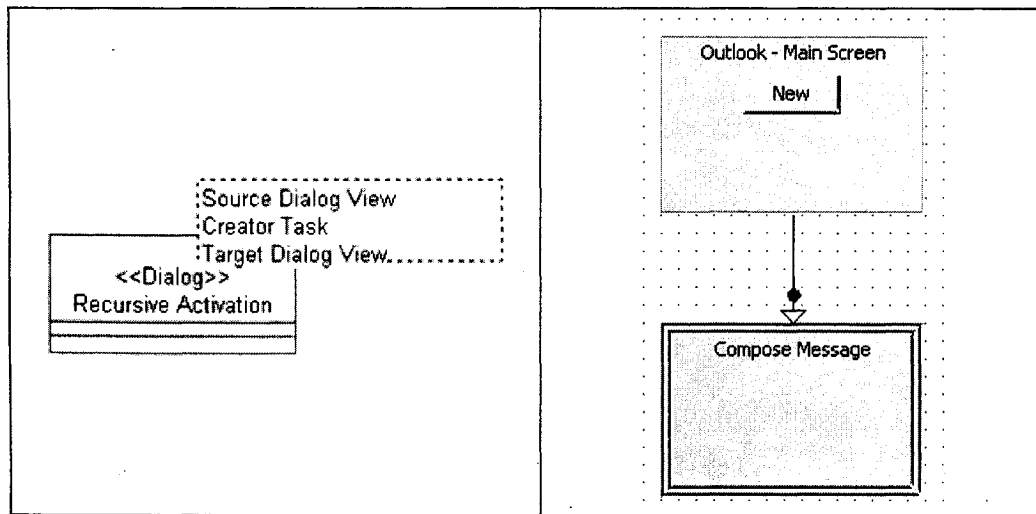 Source Dialog View
Creator Task
Target Dialog View
<<Dialog>>
Recursive Activation
Outlook - Main Screen
New
Compose Message